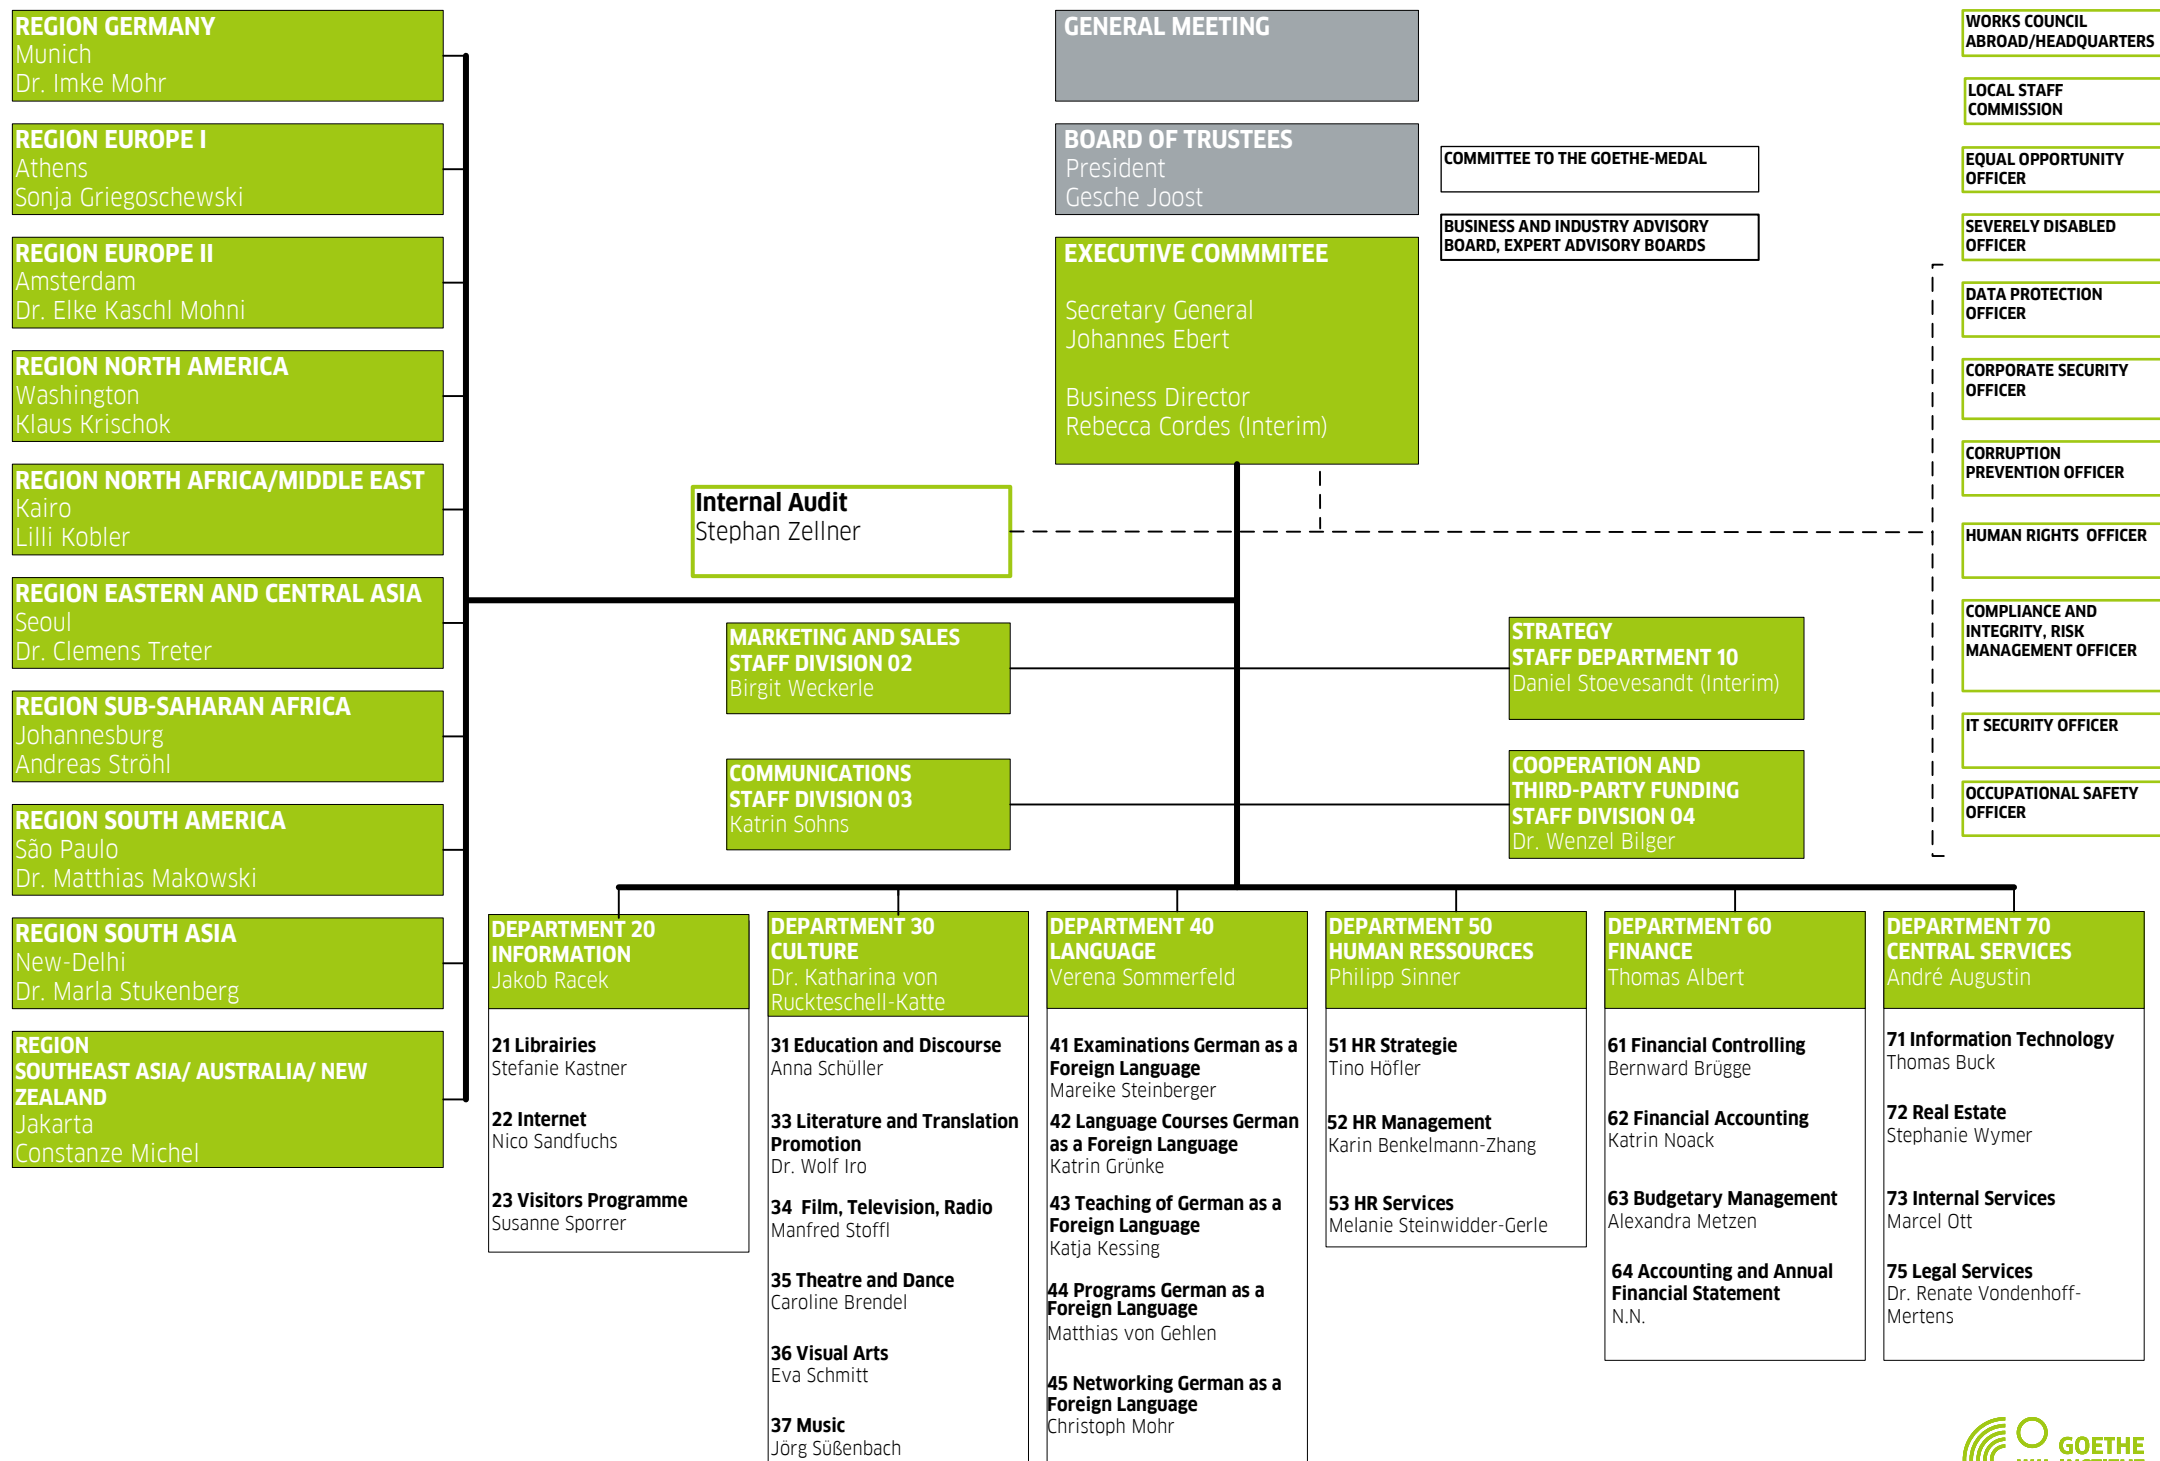 REGION GERMANY
Munich
Dr. Imke Mohr
REGION EUROPE I
Athens
Sonja Griegoschewski
REGION EUROPE II
Amsterdam
Dr. Elke Kaschl Mohni
REGION NORTH AMERICA
Washington
Klaus Krischok
REGION NORTH AFRICA/MIDDLE EAST
Kairo
Lilli Kobler
REGION EASTERN AND CENTRAL ASIA
Seoul
Dr. Clemens Treter
REGION SUB-SAHARAN AFRICA
Johannesburg
Andreas Ströhl
REGION SOUTH AMERICA
São Paulo
Dr. Matthias Makowski
REGION SOUTH ASIA
New-Delhi
Dr. Marla Stukenberg
REGION
SOUTHEAST ASIA/ AUSTRALIA/ NEW
ZEALAND
Jakarta
Constanze Michel
GENERAL MEETING
BOARD OF TRUSTEES
President
Gesche Joost
EXECUTIVE COMMMITEE
Secretary General
Johannes Ebert
Business Director
Rebecca Cordes (Interim)
COMMITTEE TO THE GOETHE-MEDAL
BUSINESS AND INDUSTRY ADVISORY
BOARD, EXPERT ADVISORY BOARDS
Internal Audit
Stephan Zellner
MARKETING AND SALES
STAFF DIVISION 02
Birgit Weckerle
COMMUNICATIONS
STAFF DIVISION 03
Katrin Sohns
STRATEGY
STAFF DEPARTMENT 10
Daniel Stoevesandt (Interim)
COOPERATION AND
THIRD-PARTY FUNDING
STAFF DIVISION 04
Dr. Wenzel Bilger
WORKS COUNCIL
ABROAD/HEADQUARTERS
LOCAL STAFF
COMMISSION
EQUAL OPPORTUNITY
OFFICER
SEVERELY DISABLED
OFFICER
DATA PROTECTION
OFFICER
CORPORATE SECURITY
OFFICER
CORRUPTION
PREVENTION OFFICER
HUMAN RIGHTS  OFFICER
COMPLIANCE AND
INTEGRITY, RISK
MANAGEMENT OFFICER
IT SECURITY OFFICER
OCCUPATIONAL SAFETY
OFFICER
DEPARTMENT 20
INFORMATION
Jakob Racek
21 Librairies
Stefanie Kastner
22 Internet
Nico Sandfuchs
23 Visitors Programme
Susanne Sporrer
DEPARTMENT 30
CULTURE
Dr. Katharina von
Ruckteschell-Katte
31 Education and Discourse
Anna Schüller
33 Literature and Translation
Promotion
Dr. Wolf Iro
34  Film, Television, Radio
Manfred Stoffl
35 Theatre and Dance
Caroline Brendel
36 Visual Arts
Eva Schmitt
37 Music
Jörg Süßenbach
DEPARTMENT 40
LANGUAGE
Verena Sommerfeld
41 Examinations German as a
Foreign Language
Mareike Steinberger
42 Language Courses German
as a Foreign Language
Katrin Grünke
43 Teaching of German as a
Foreign Language
Katja Kessing
44 Programs German as a
Foreign Language
Matthias von Gehlen
45 Networking German as a
Foreign Language
Christoph Mohr
DEPARTMENT 50
HUMAN RESSOURCES
Philipp Sinner
51 HR Strategie
Tino Höfler
52 HR Management
Karin Benkelmann-Zhang
53 HR Services
Melanie Steinwidder-Gerle
DEPARTMENT 60
FINANCE
Thomas Albert
61 Financial Controlling
Bernward Brügge
62 Financial Accounting
Katrin Noack
63 Budgetary Management
Alexandra Metzen
64 Accounting and Annual
Financial Statement
N.N.
DEPARTMENT 70
CENTRAL SERVICES
André Augustin
71 Information Technology
Thomas Buck
72 Real Estate
Stephanie Wymer
73 Internal Services
Marcel Ott
75 Legal Services
Dr. Renate Vondenhoff-
Mertens
GOETHE